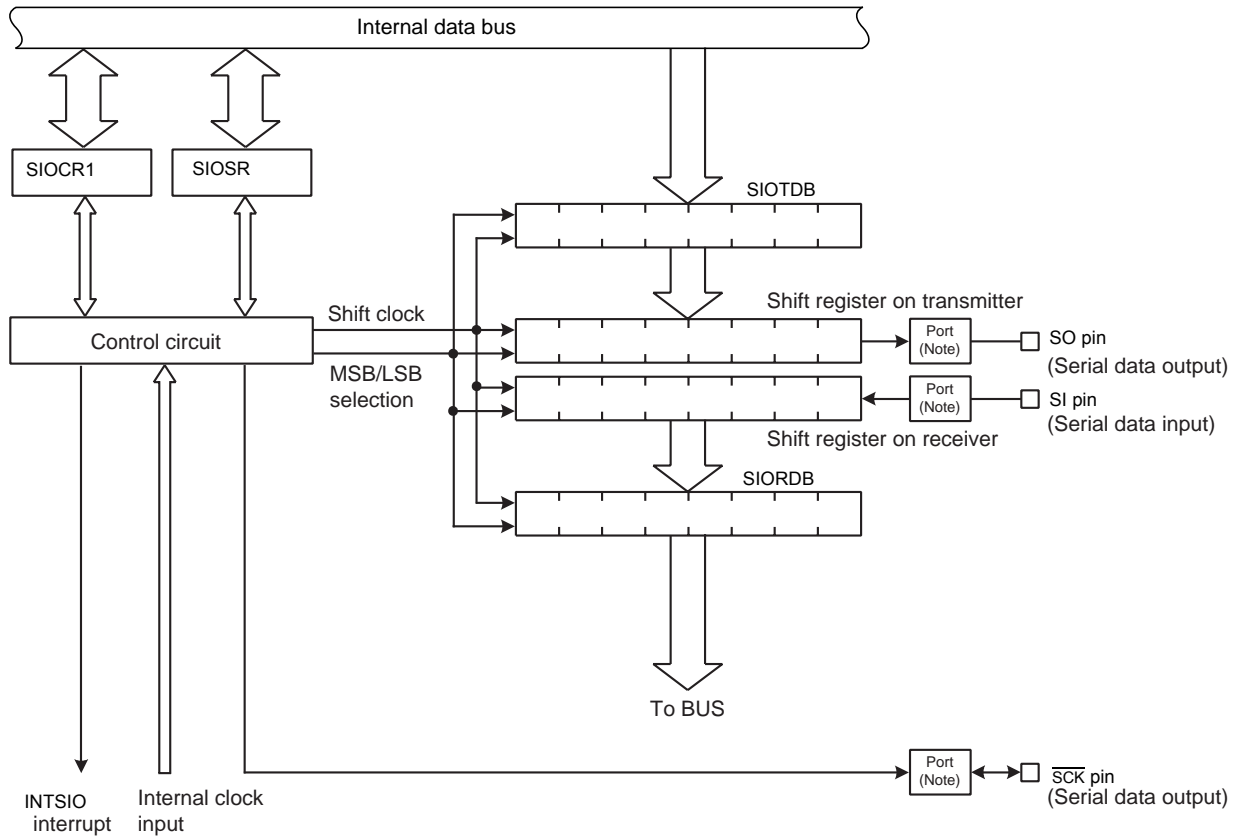 Internal data bus
SIOCR1
SIOSR
SIOTDB
Shift clock
Shift register on transmitter
Control circuit
MSB/LSB
selection
Port
(Note)
SO pin
(Serial data output)
Port
(Note)
SI pin
(Serial data input)
Shift register on receiver
SIORDB
To BUS
INTSIO
interrupt
Internal clock
input
Port
(Note)
SCK pin
(Serial data output)